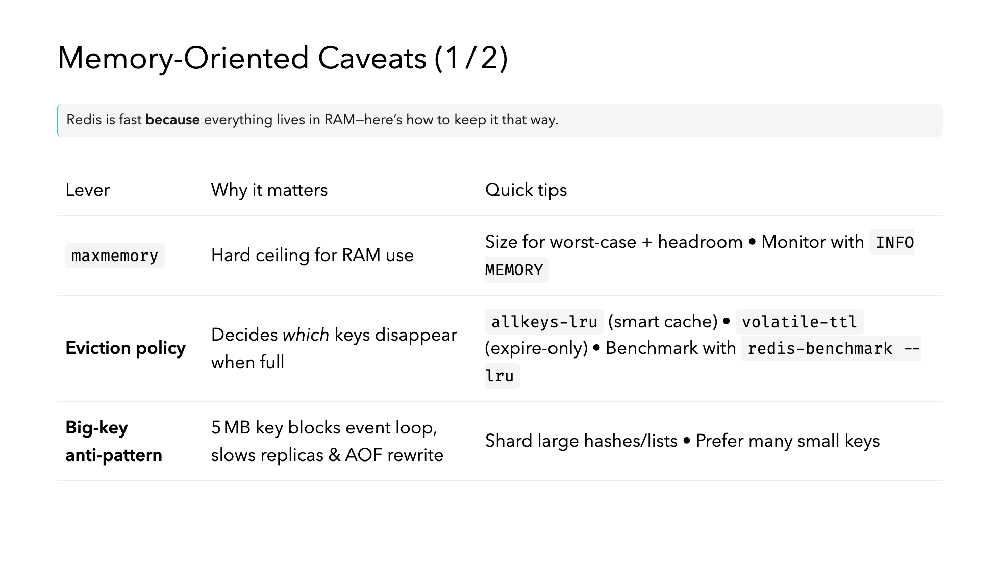 Memory-Oriented Caveats (1/2)
Redis is fast because everything lives in RAM—here’s how to keep it that way.
Lever Why it matters Quick tips
maxmemory Hard ceiling for RAM use Size for worst-case + headroom • Monitor with INFO
MEMORY
Eviction policy Decides which keys disappear
when full
allkeys-lru (smart cache) • volatile-ttl
(expire-only) • Benchmark with redis-benchmark --
lru
Big-key
anti-pattern
5 MB key blocks event loop,
slows replicas & AOF rewrite
Shard large hashes/lists • Prefer many small keys